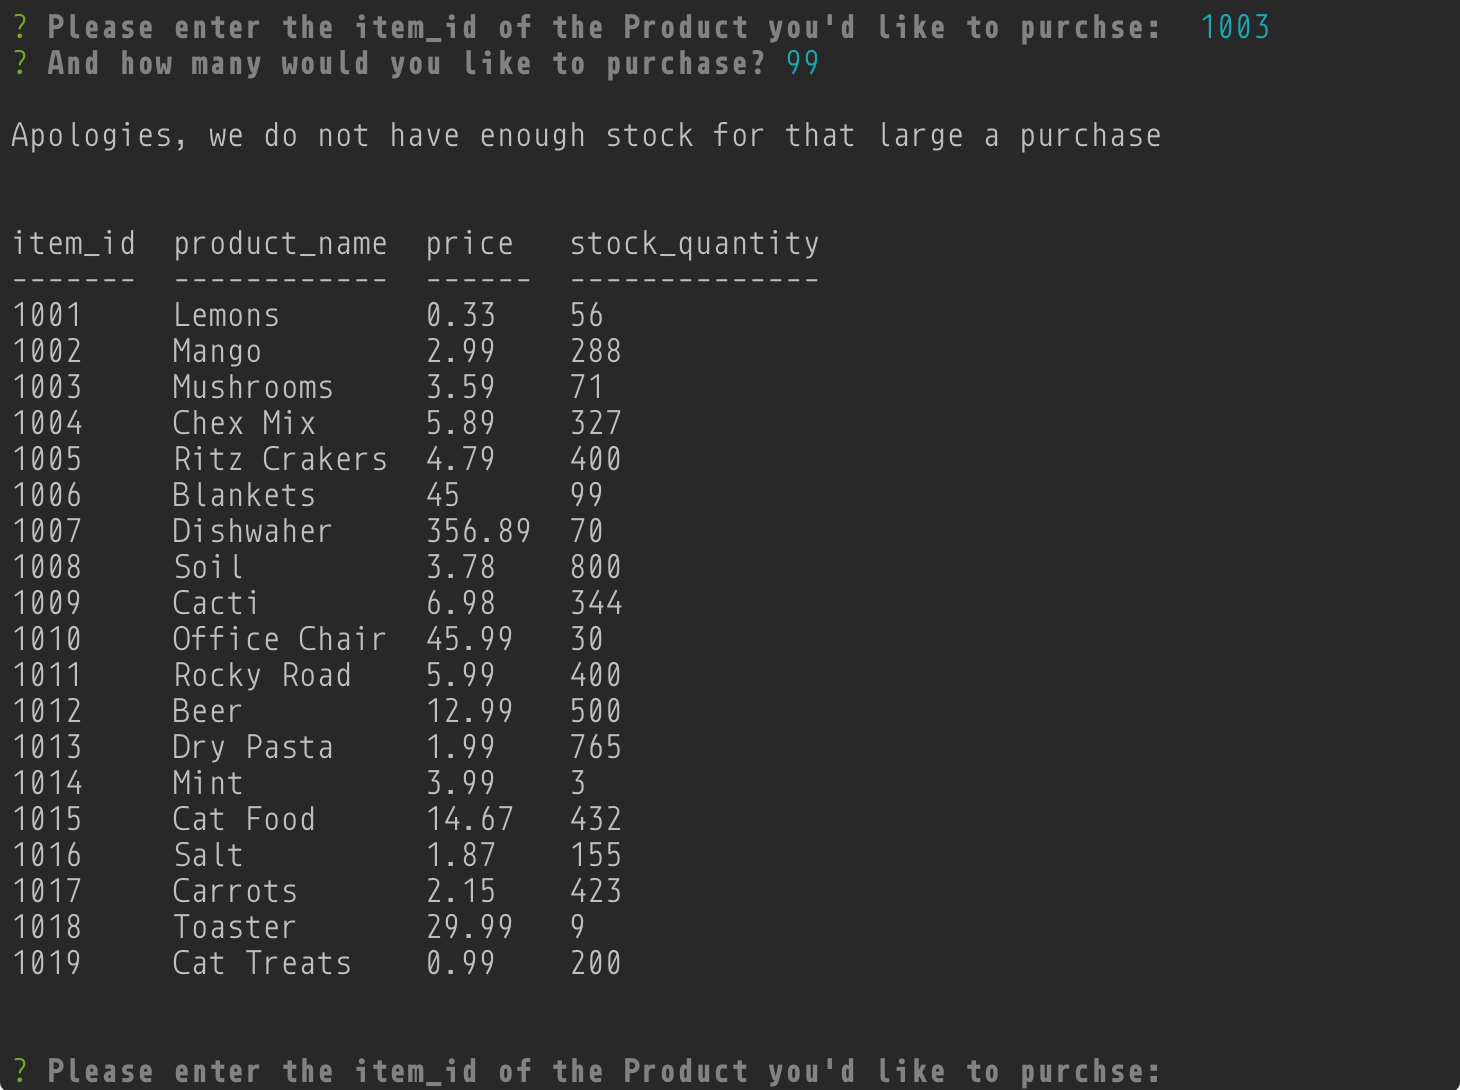 ? Please enter the item_id of the Product you'd like to purchse:  1003
? And how many would you like to purchase? 99
Apologies, we do not have enough stock for that large a purchase
item_id  product_name  price   stock_quantity
-------  ------------  ------  --------------
1001     Lemons        0.33    56
1002     Mango         2.99    288
1003     Mushrooms     3.59    71
1004     Chex Mix      5.89    327
1005     Ritz Crakers  4.79    400
1006     Blankets      45      99
1007     Dishwaher     356.89  70
1008     Soil          3.78    800
1009     Cacti         6.98    344
1010     Office Chair  45.99   30
1011     Rocky Road    5.99    400
1012     Beer          12.99   500
1013     Dry Pasta     1.99    765
1014     Mint          3.99    3
1015     Cat Food      14.67   432
1016     Salt          1.87    155
1017     Carrots       2.15    423
1018     Toaster       29.99   9
1019     Cat Treats    0.99    200
? Please enter the item_id of the Product you'd like to purchse: